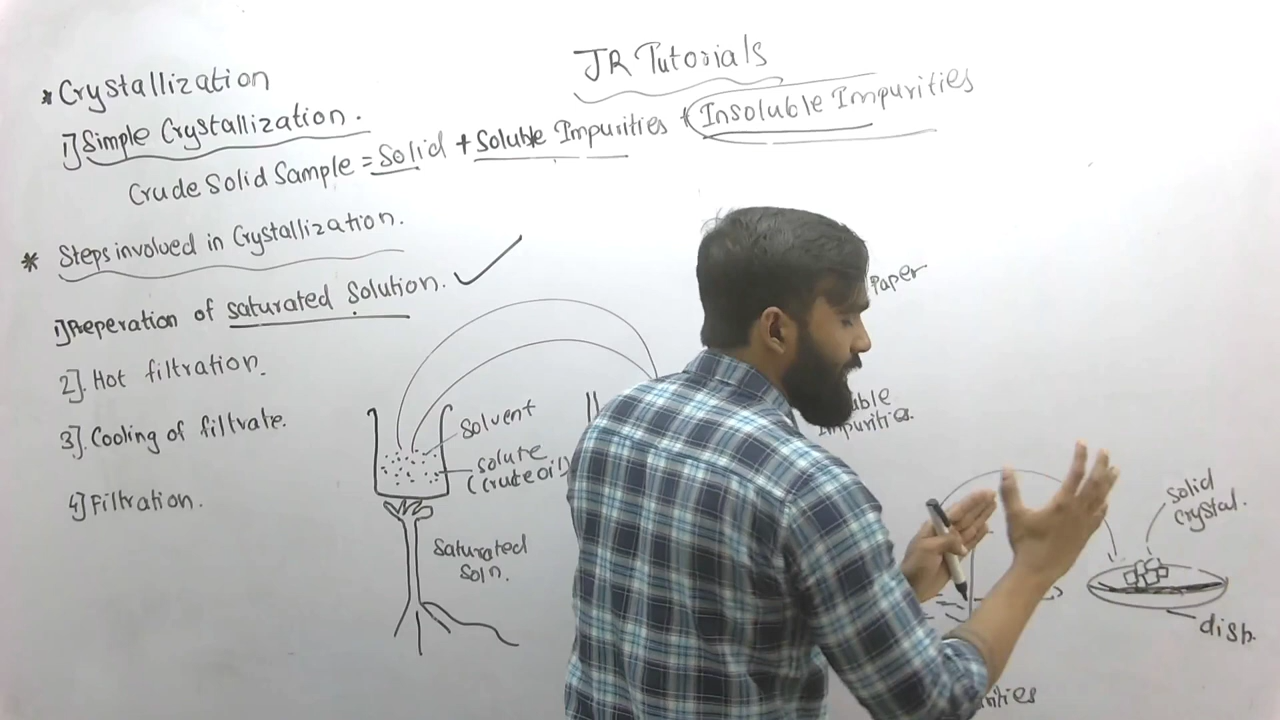 JR Tutorials
* Crystallization
1] Simple Crystallization.
Crude Solid Sample = Solid + Soluble Impurities + Insoluble Impurities
* Steps involved in Crystallization.
1] Preperation of saturated Solution.
2]. Hot filtration.
3]. Cooling of filtrate.
4] Filtration.
Solvent
Solute
(crude oil)
Saturated
Soln.
Paper
Impurities.
Solid
Crystal.
dish.